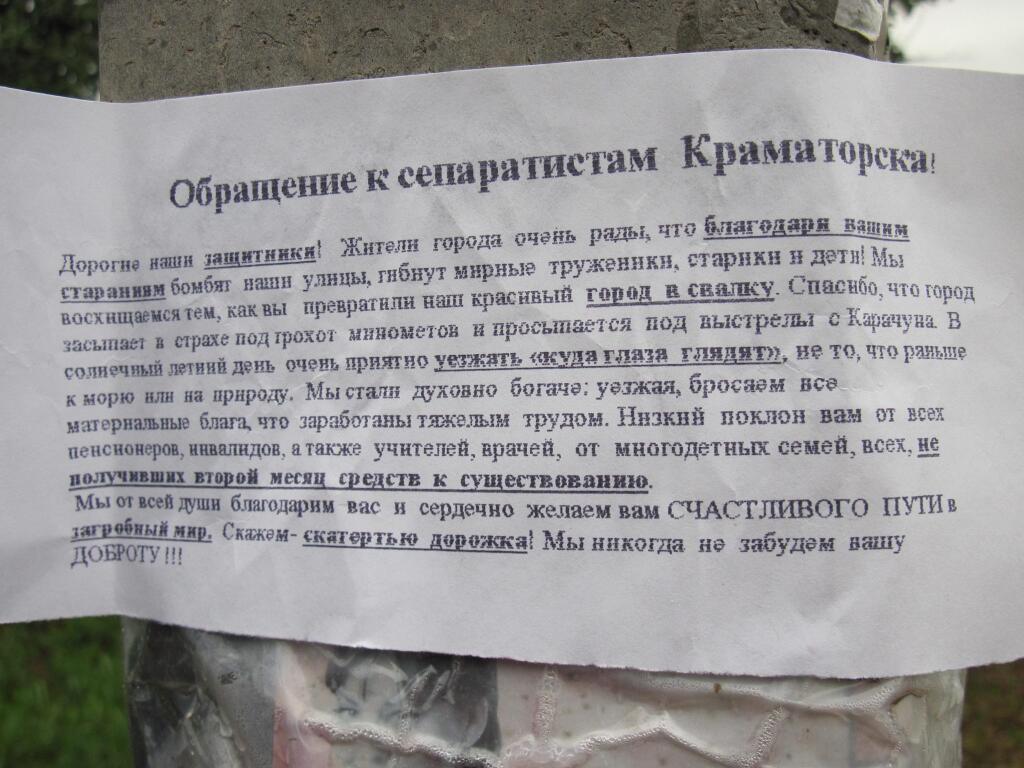 Обращение к сепаратистам Краматорска!
Дорогие наши защитники! Жители города очень рады, что благодаря вашим
стараниям бомбят наши улицы, гибнут мирные труженики, старики и дети! Мы
восхищаемся тем, как вы превратили наш красивый город в свалку. Спасибо, что город
засыпает в страхе под грохот минометов и просыпается под выстрелы с Карачуна. В
солнечный летний день очень приятно уезжать «куда глаза глядят», не то, что раньше
к морю или на природу. Мы стали духовно богаче: уезжая, бросаем все
материальные блага, что заработаны тяжелым трудом. Низкий поклон вам от всех
пенсионеров, инвалидов, а также учителей, врачей, от многодетных семей, всех, не
получивших второй месяц средств к существованию.
Мы от всей души благодарим вас и сердечно желаем вам СЧАСТЛИВОГО ПУТИ в
загробный мир. Скажем- скатертью дорожка! Мы никогда не забудем вашу
ДОБРОТУ!!!